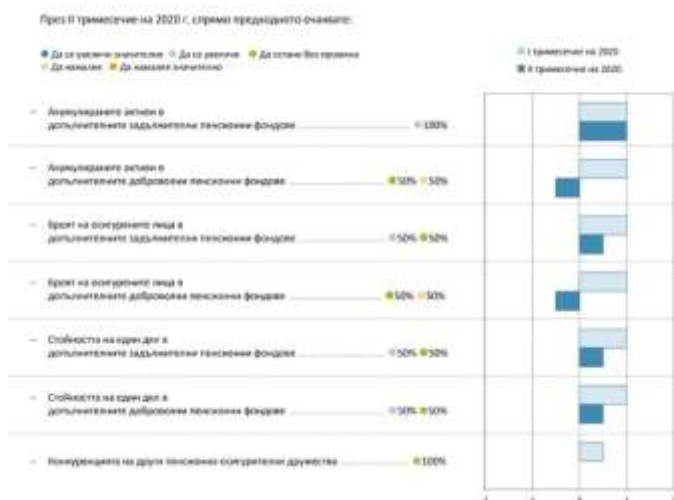 През II тримесечие на 2020 г. спрямо предходното очаквате:
Да се увеличи значително Да се увеличи Да остане без промяна
Да намалее Да намалее значително
I тримесечие на 2020
II тримесечие на 2020
– Акумулираните активи в
допълнителните задължителни пенсионни фондове 100%
– Акумулираните активи в
допълнителните доброволни пенсионни фондове 50% 50%
– Броят на осигурените лица в
допълнителните задължителни пенсионни фондове 50% 50%
– Броят на осигурените лица в
допълнителните доброволни пенсионни фондове 50% 50%
– Стойността на един дял в
допълнителните задължителни пенсионни фондове 50% 50%
– Стойността на един дял в
допълнителните доброволни пенсионни фондове 50% 50%
– Конкуренцията на други пенсионно осигурителни дружества 100%